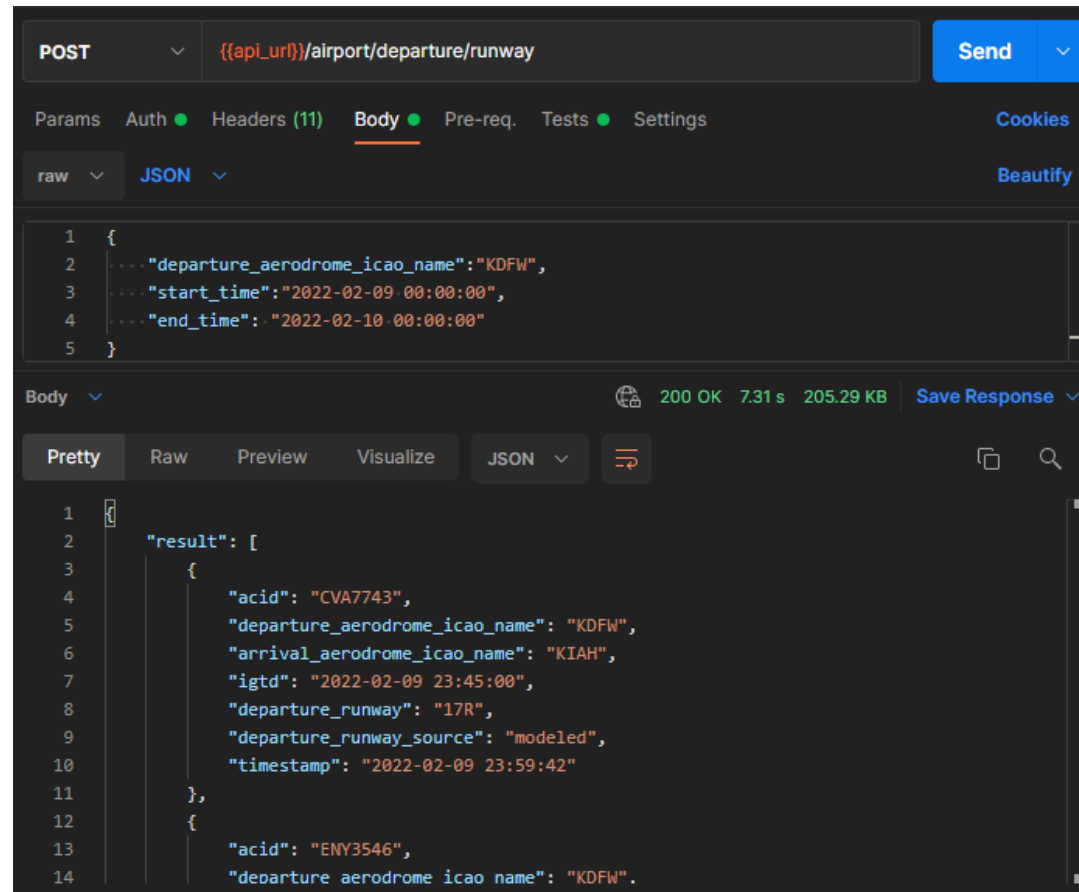 POST {{api_url}}/airport/departure/runway Send
Params Auth Headers (11) Body Pre-req. Tests Settings Cookies
raw JSON Beautify
1 {
2 "departure_aerodrome_icao_name":"KDFW",
3 "start_time":"2022-02-09 00:00:00",
4 "end_time": "2022-02-10 00:00:00"
5 }
Body 200 OK 7.31 s 205.29 KB Save Response
Pretty Raw Preview Visualize JSON
1 {
2 "result": [
3 {
4 "acid": "CVA7743",
5 "departure_aerodrome_icao_name": "KDFW",
6 "arrival_aerodrome_icao_name": "KIAH",
7 "igtd": "2022-02-09 23:45:00",
8 "departure_runway": "17R",
9 "departure_runway_source": "modeled",
10 "timestamp": "2022-02-09 23:59:42"
11 },
12 {
13 "acid": "ENY3546",
14 "departure_aerodrome_icao_name": "KDFW",